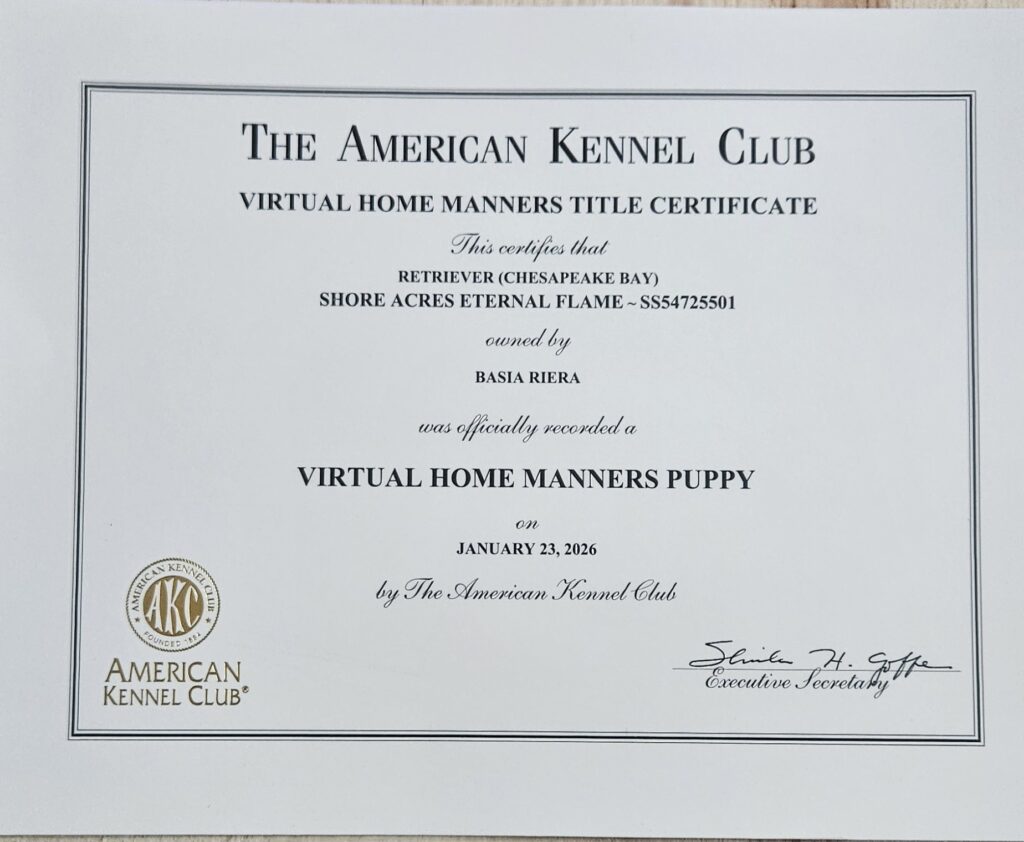 THE AMERICAN KENNEL CLUB
VIRTUAL HOME MANNERS TITLE CERTIFICATE
This certifies that
RETRIEVER (CHESAPEAKE BAY)
SHORE ACRES ETERNAL FLAME ~ SS54725501
owned by
BASIA RIERA
was officially recorded a
VIRTUAL HOME MANNERS PUPPY
on
JANUARY 23, 2026
by The American Kennel Club
AMERICAN KENNEL CLUB
AKC
FOUNDED 1884
AMERICAN
KENNEL CLUB®
H. Goffe
Executive Secretary